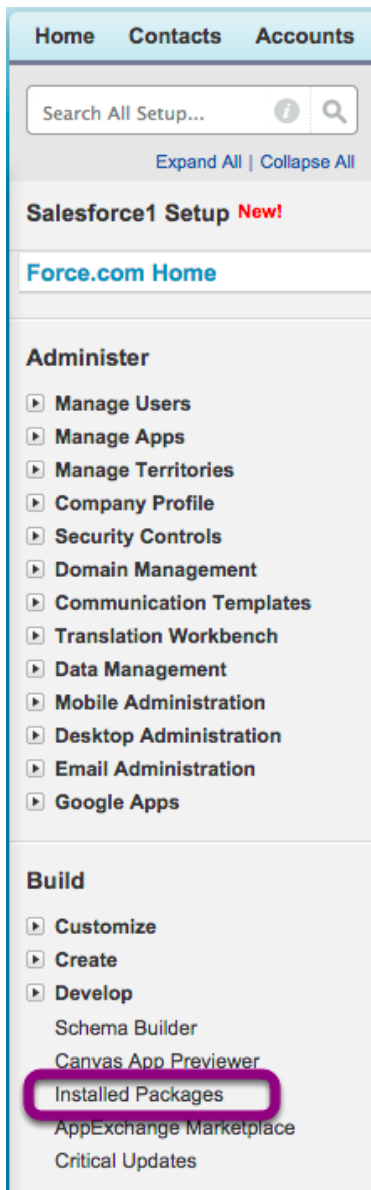 Home Contacts Accounts
Search All Setup...
Expand All | Collapse All
Salesforce1 Setup New!
Force.com Home
Administer
Manage Users
Manage Apps
Manage Territories
Company Profile
Security Controls
Domain Management
Communication Templates
Translation Workbench
Data Management
Mobile Administration
Desktop Administration
Email Administration
Google Apps
Build
Customize
Create
Develop
Schema Builder
Canvas App Previewer
Installed Packages
AppExchange Marketplace
Critical Updates